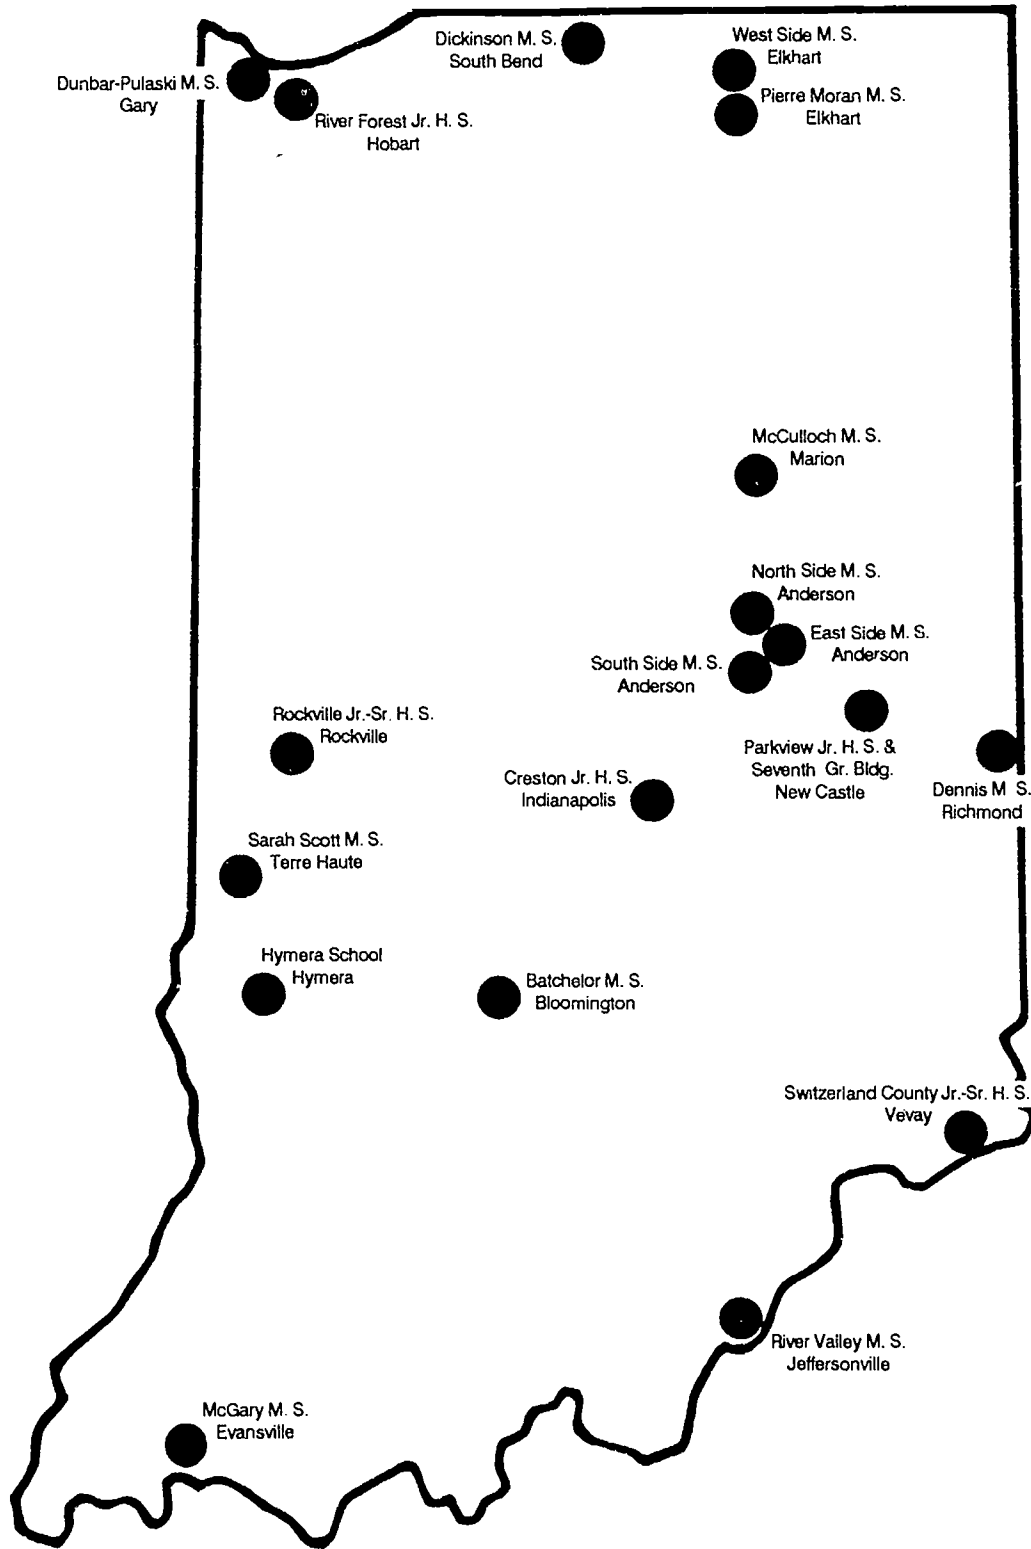 Dickinson M. S.
South Bend
West Side M. S.
Elkhart
Dunbar-Pulaski M. S.
Gary
Pierre Moran M. S.
Elkhart
River Forest Jr. H. S.
Hobart
McCulloch M. S.
Marion
North Side M. S.
Anderson
East Side M. S.
Anderson
South Side M. S.
Anderson
Rockville Jr.-Sr. H. S.
Rockville
Parkview Jr. H. S. &
Seventh Gr. Bldg.
New Castle
Creston Jr. H. S.
Indianapolis
Dennis M S.
Richmond
Sarah Scott M. S.
Terre Haute
Hymera School
Hymera
Batchelor M. S.
Bloomington
Switzerland County Jr.-Sr. H. S.
Vevay
River Valley M. S.
Jeffersonville
McGary M. S.
Evansville